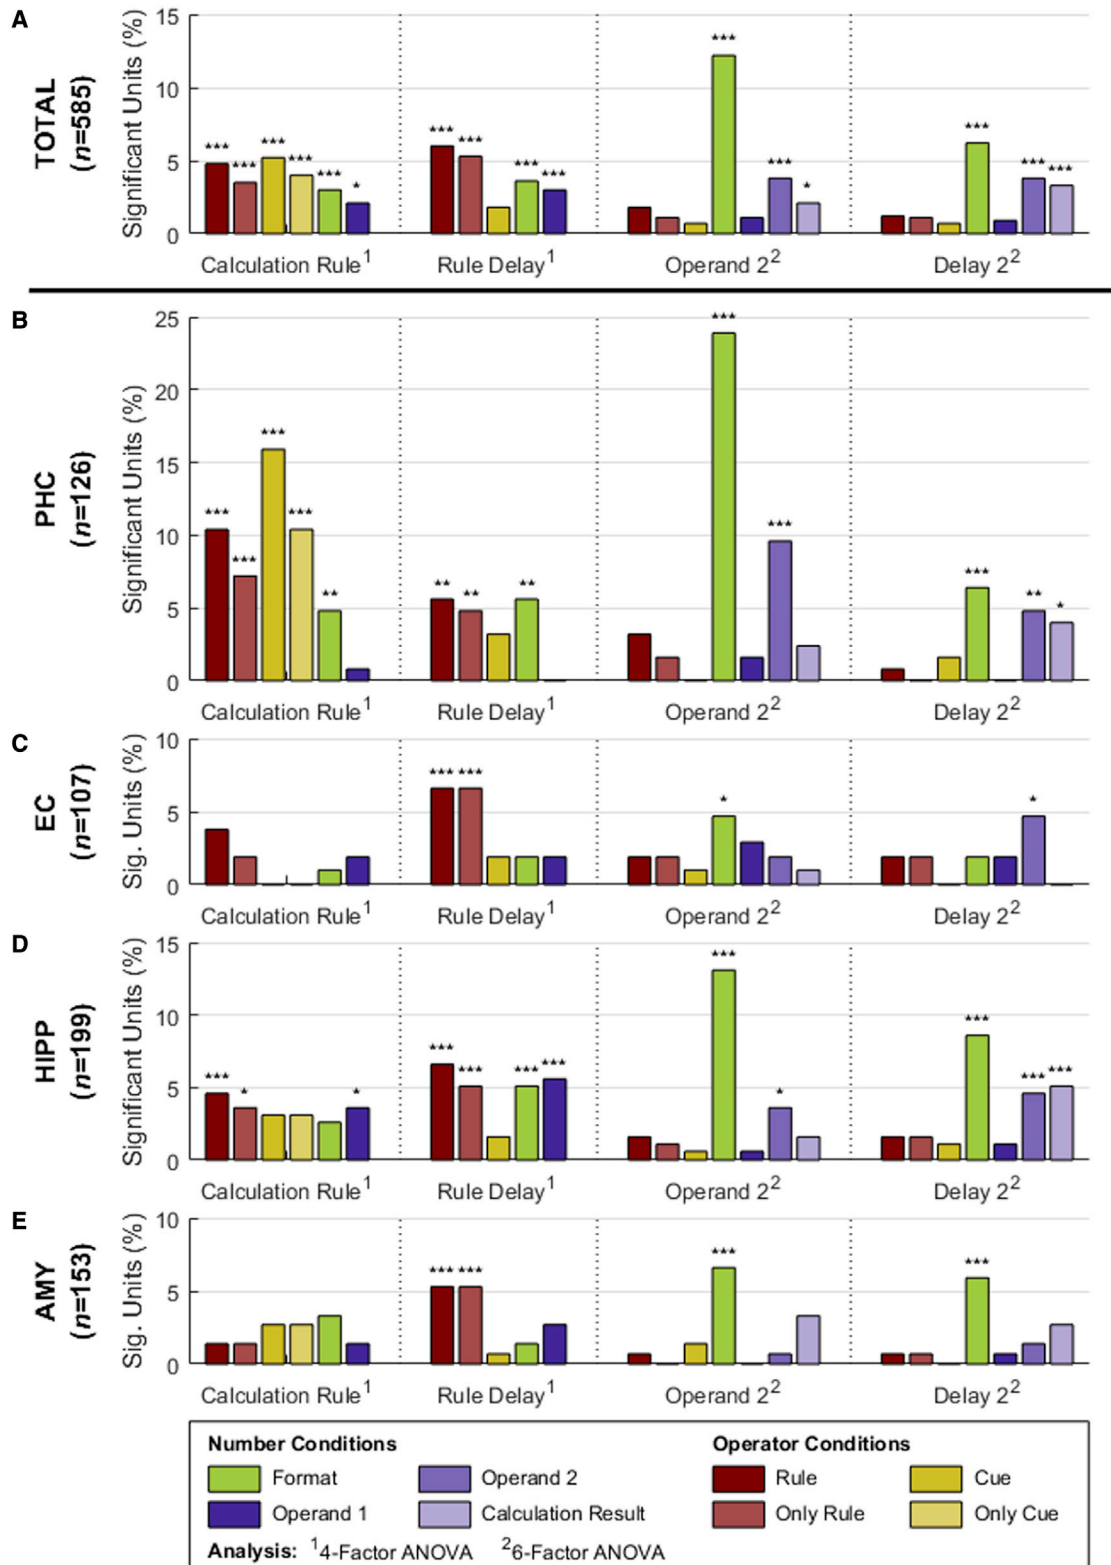 A
TOTAL
(n=585)
Significant Units (%)
15
10
5
0
*** *** *** *** *** *
*** *** *** ***
*** *** *
*** *** ***
Calculation Rule¹ Rule Delay¹ Operand 2² Delay 2²
B
PHC
(n=126)
Significant Units (%)
25
20
15
10
5
0
*** *** *** *** **
** ** **
*** ***
*** ** *
Calculation Rule¹ Rule Delay¹ Operand 2² Delay 2²
C
EC
(n=107)
Sig. Units (%)
10
5
0
*** ***
*
*
Calculation Rule¹ Rule Delay¹ Operand 2² Delay 2²
D
HIPP
(n=199)
Significant Units (%)
15
10
5
0
*** * *
*** *** *** ***
*** *
*** *** ***
Calculation Rule¹ Rule Delay¹ Operand 2² Delay 2²
E
AMY
(n=153)
Sig. Units (%)
10
5
0
*** ***
***
***
Calculation Rule¹ Rule Delay¹ Operand 2² Delay 2²
Number Conditions Operator Conditions
Format Operand 2 Rule Cue
Operand 1 Calculation Result Only Rule Only Cue
Analysis: ¹4-Factor ANOVA ²6-Factor ANOVA